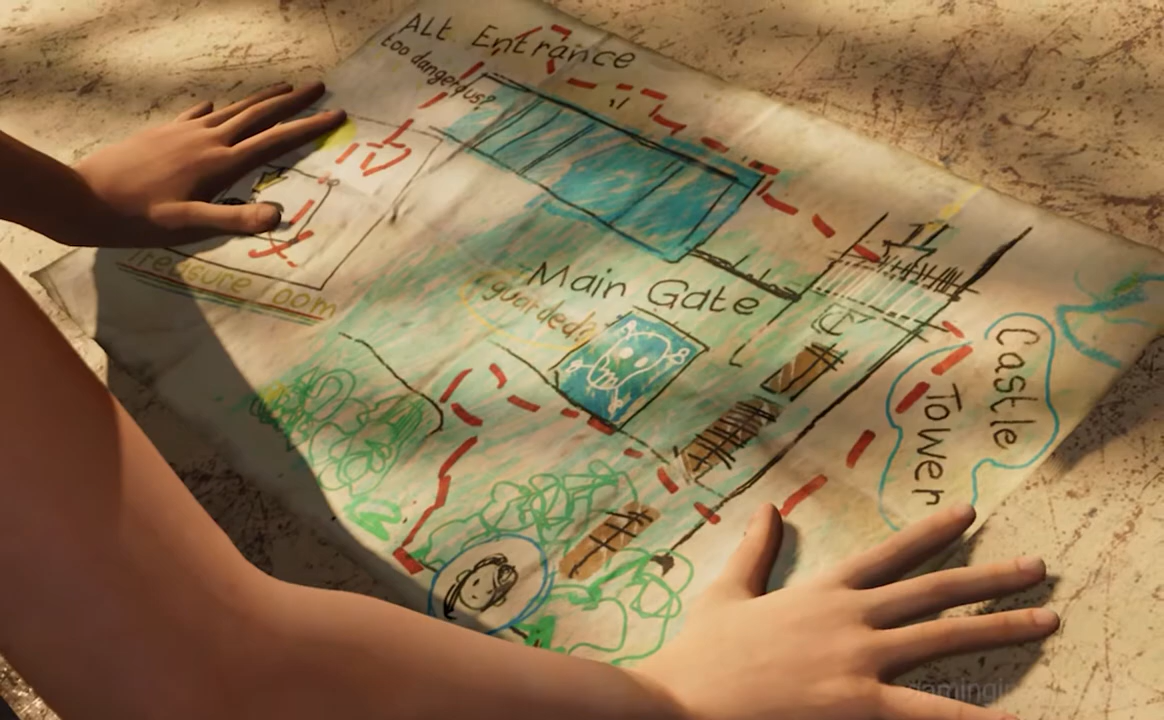 ALt Entrance
too dangerous?
Treasure room
Main Gate
guarded?
Castle
Tower